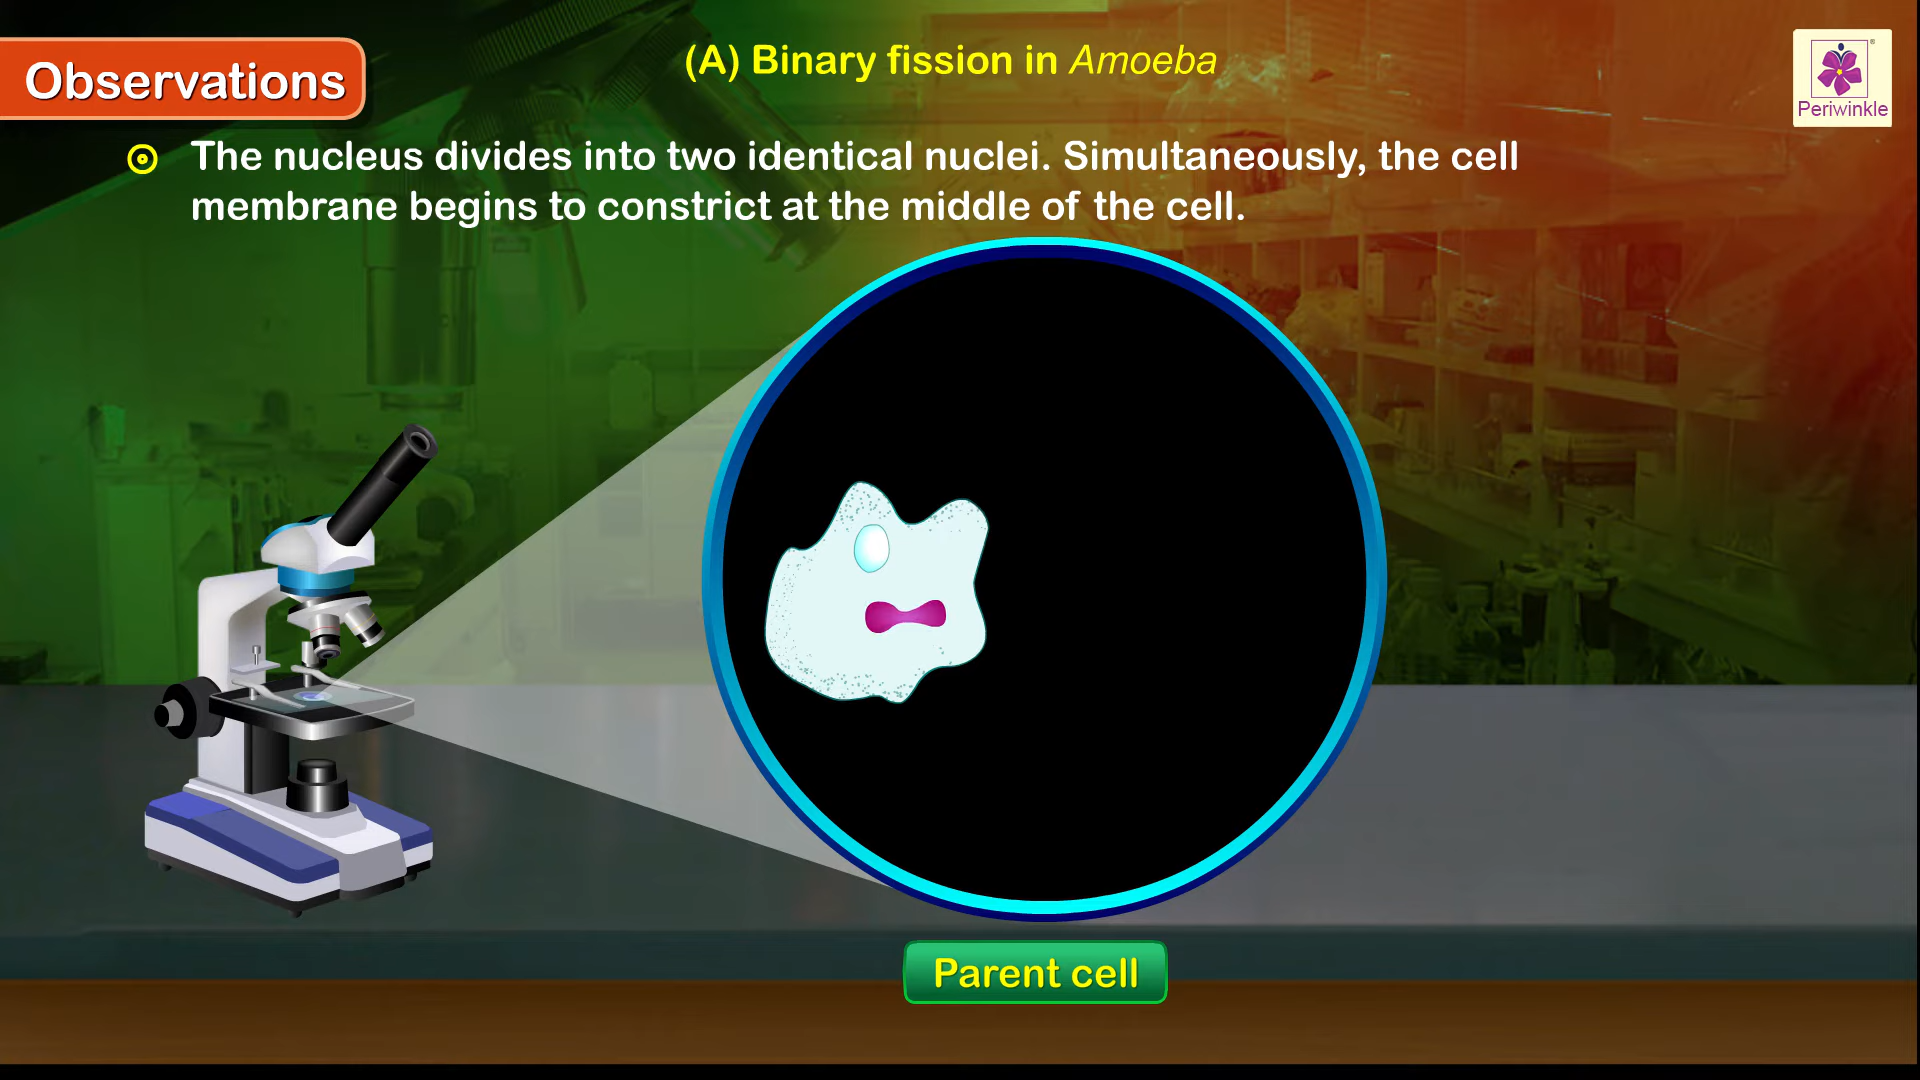 Observations
(A) Binary fission in Amoeba
Periwinkle
The nucleus divides into two identical nuclei. Simultaneously, the cell
membrane begins to constrict at the middle of the cell.
Parent cell